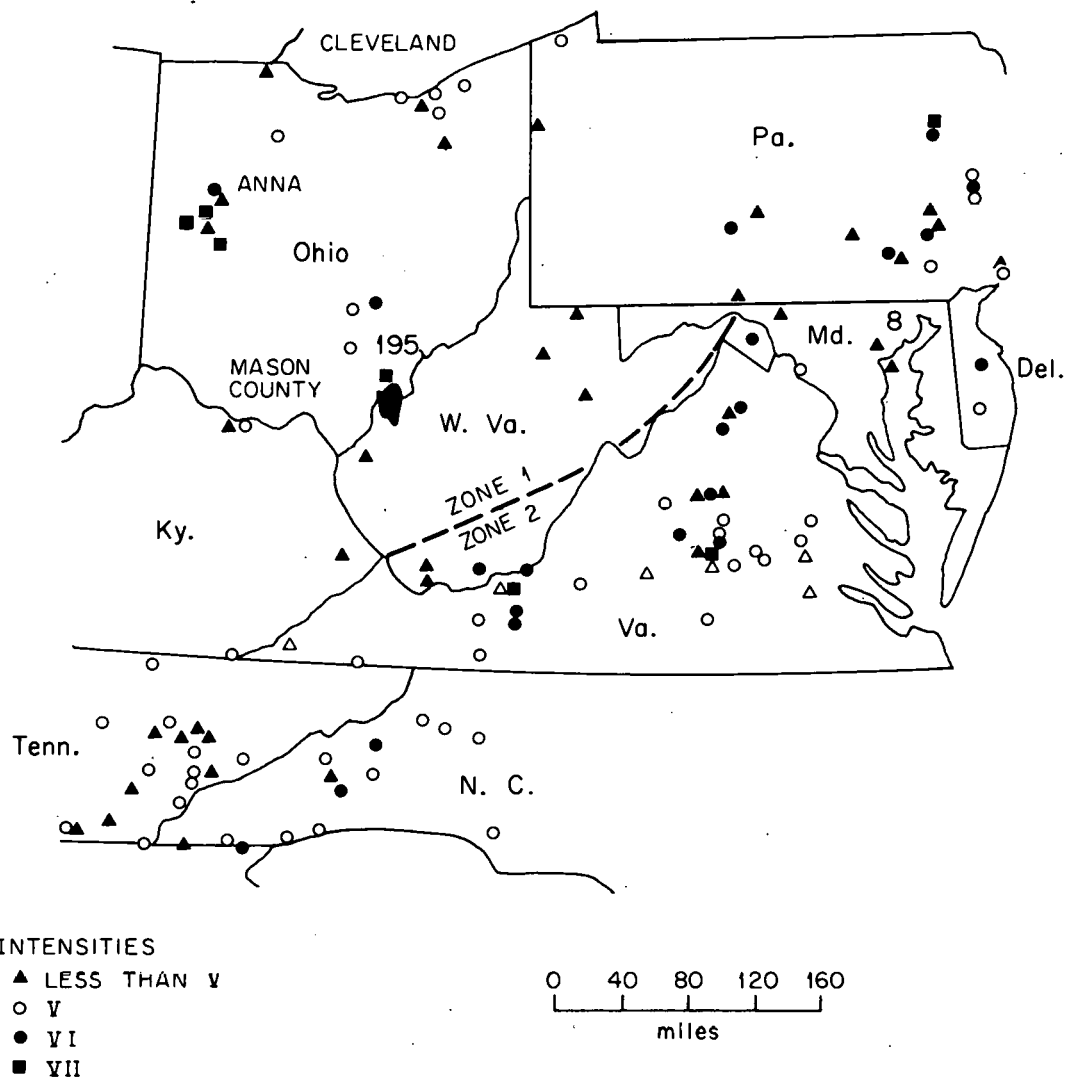 CLEVELAND
Pa.
ANNA
Ohio
195
Md.
Del.
MASON
COUNTY
W. Va.
ZONE 1
ZONE 2
Ky.
Va.
Tenn.
N. C.
INTENSITIES
LESS THAN V
V
VI
VII
0 40 80 120 160
miles